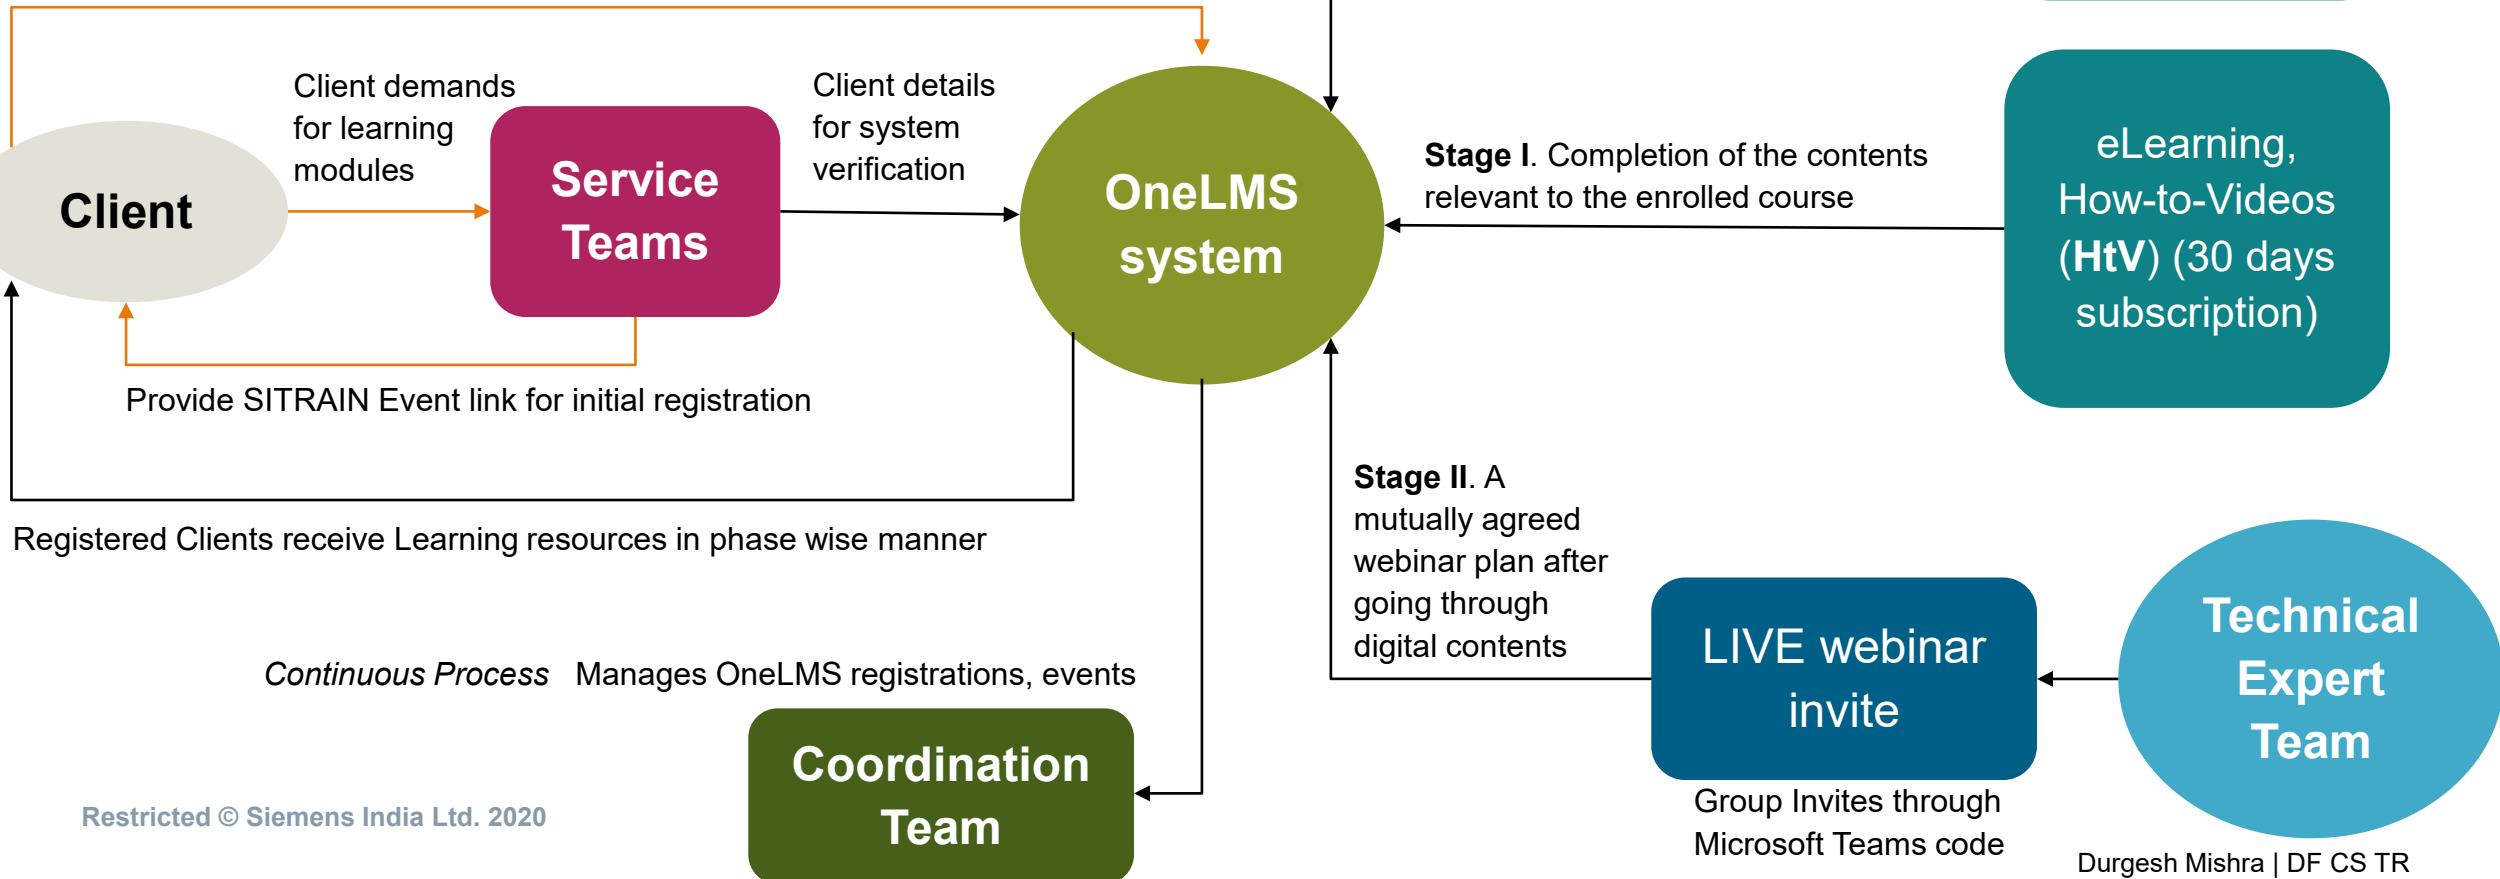 Client demands
for learning
modules
Client details
for system
verification
Client
Service
Teams
OneLMS
system
Stage I. Completion of the contents
relevant to the enrolled course
eLearning,
How-to-Videos
(HtV) (30 days
subscription)
Provide SITRAIN Event link for initial registration
Registered Clients receive Learning resources in phase wise manner
Stage II. A
mutually agreed
webinar plan after
going through
digital contents
LIVE webinar
invite
Technical
Expert
Team
Continuous Process Manages OneLMS registrations, events
Coordination
Team
Group Invites through
Microsoft Teams code
Restricted © Siemens India Ltd. 2020
Durgesh Mishra | DF CS TR